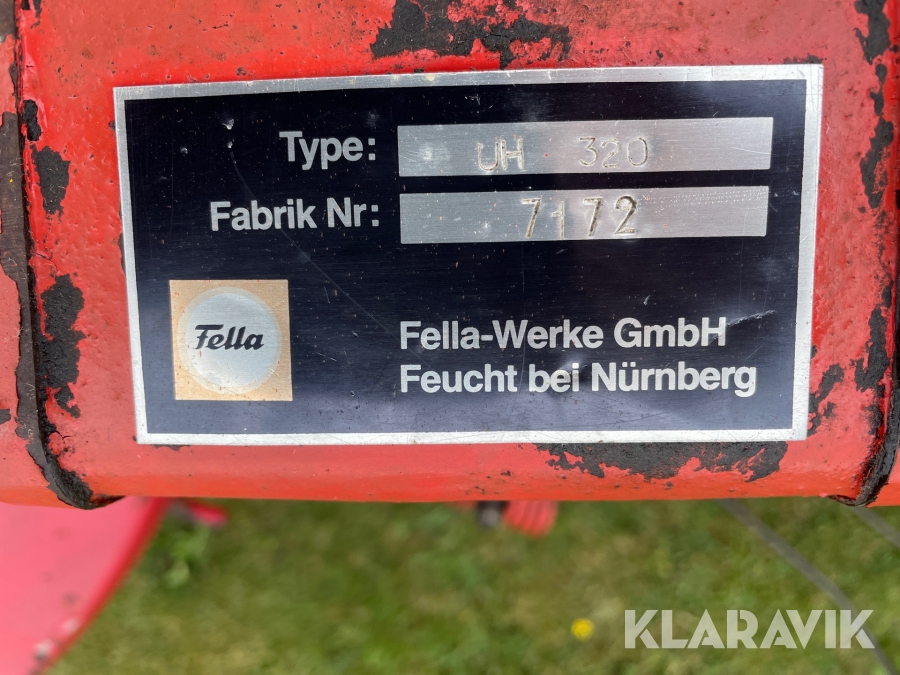 Type: UH 320
Fabrik Nr: 7172
Fella
Fella-Werke GmbH
Feucht bei Nürnberg
KLARAVIK